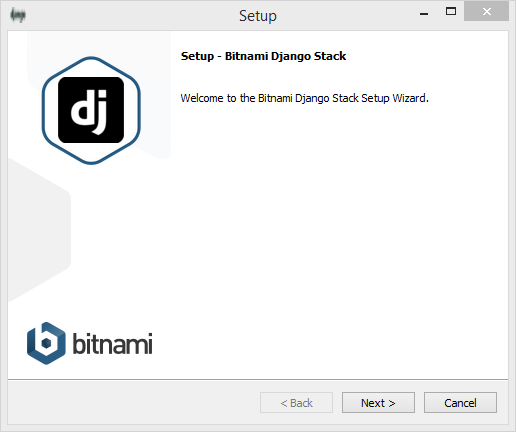 Setup
Setup - Bitnami Django Stack
Welcome to the Bitnami Django Stack Setup Wizard.
dj
bitnami
< Back
Next >
Cancel